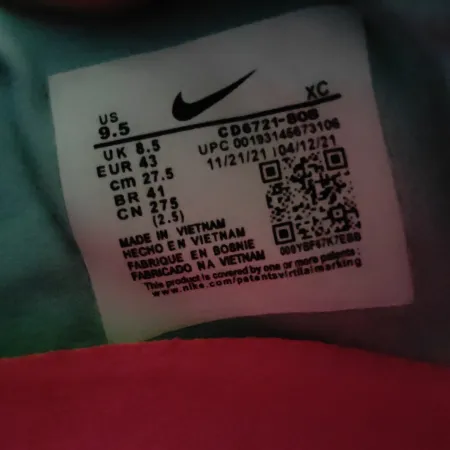 XC
US
9.5
UK 8.5
EUR 43
cm 27.5
BR 41
CN 275
(2.5)
CD6721-808
UPC 00193145673106
11/21/21 04/12/21
MADE IN VIETNAM
HECHO EN VIETNAM
FABRIQUE EN BOSNIE
FABRICADO NA VIETNAM
This product is covered by one or more patents
www.nike.com/patentsvirtualmarking